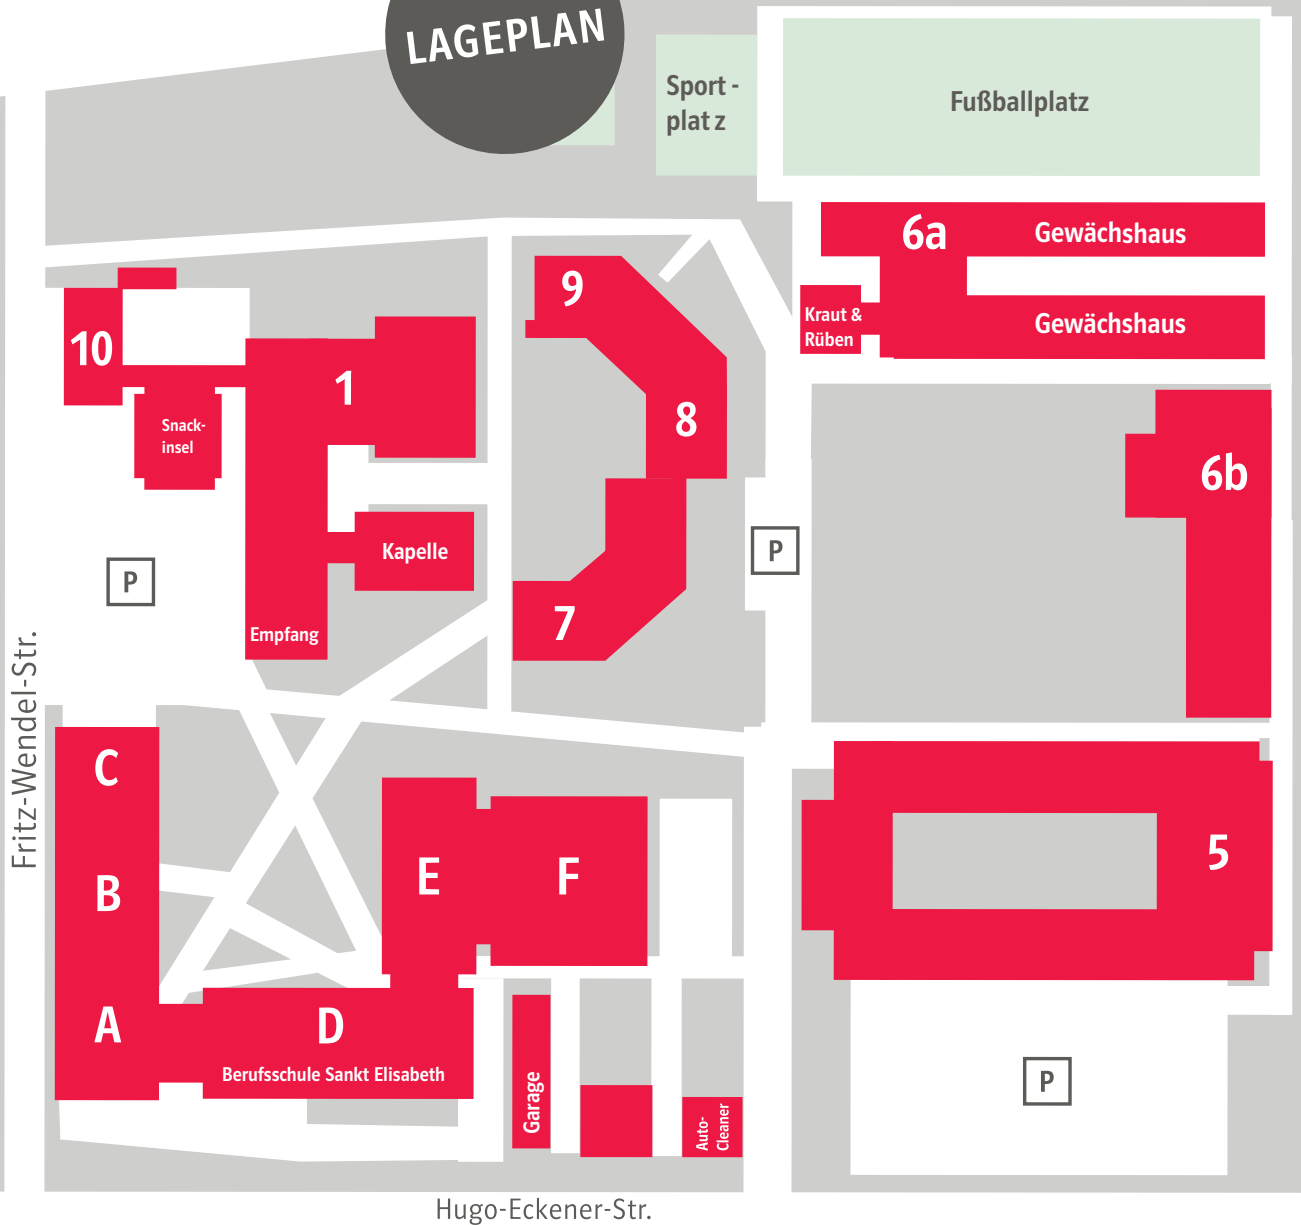 LAGEPLAN
Sport-
platz
Fußballplatz
6a
Gewächshaus
9
Kraut &
Rüben
Gewächshaus
10
1
Snack-
insel
8
6b
Kapelle
P
P
7
Empfang
Fritz-Wendel-Str.
C
B
E
F
5
A
D
Berufsschule Sankt Elisabeth
Garage
Auto-
Cleaner
P
Hugo-Eckener-Str.